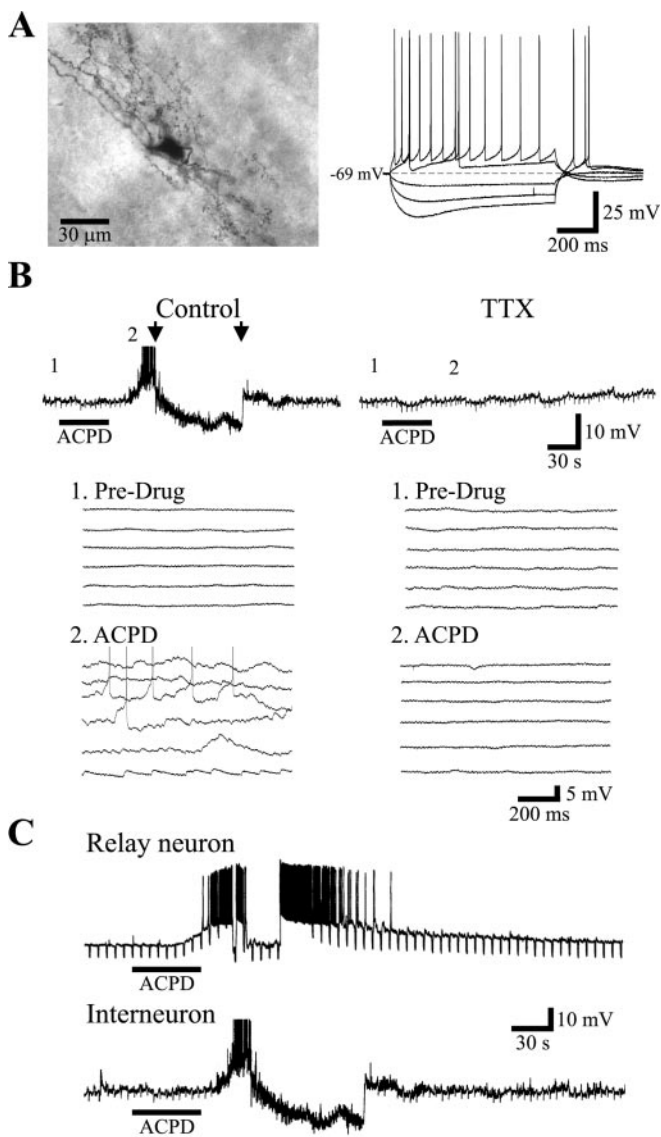 A
30 µm
-69 mV
25 mV
200 ms
B
Control
TTX
1
2
ACPD
1
2
ACPD
10 mV
30 s
1. Pre-Drug
1. Pre-Drug
2. ACPD
2. ACPD
5 mV
200 ms
C
Relay neuron
ACPD
Interneuron
10 mV
30 s
ACPD